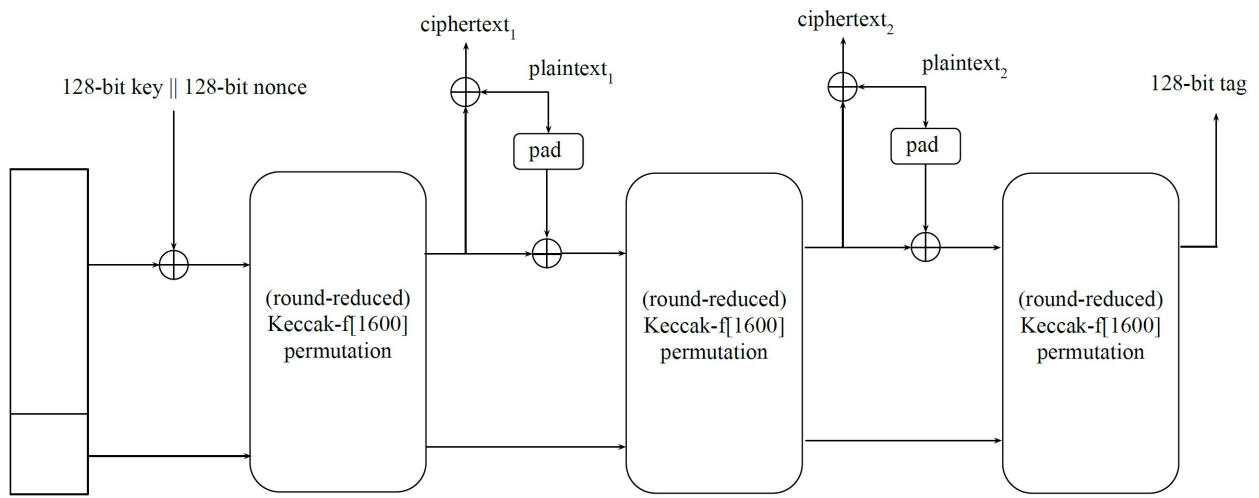 ciphertext₁
ciphertext₂
plaintext₁
plaintext₂
128-bit key || 128-bit nonce
128-bit tag
pad
pad
(round-reduced)
Keccak-f[1600]
permutation
(round-reduced)
Keccak-f[1600]
permutation
(round-reduced)
Keccak-f[1600]
permutation